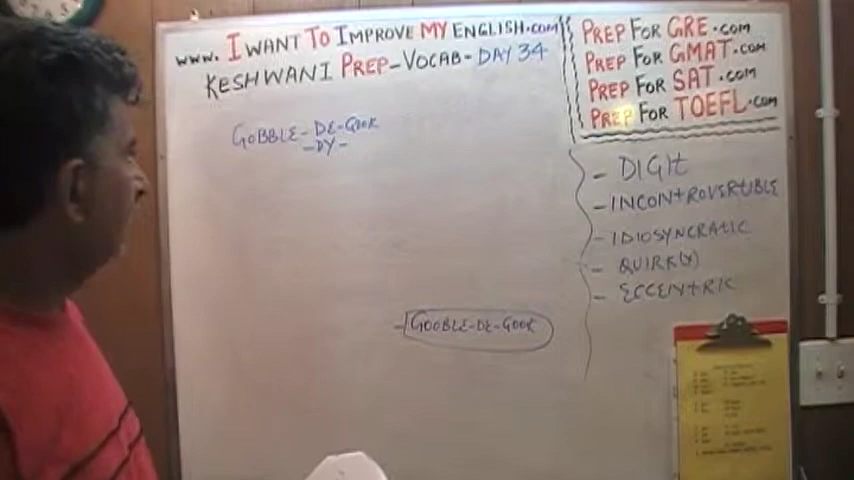 www. I WANT TO IMPROVE MY ENGLISH.com
KESHWANI PREP-VOCAB-DAY 34
PREP FOR GRE.com
PREP FOR GMAT.com
PREP FOR SAT.com
PREP FOR TOEFL.com
GOBBLE-DE-GOOK
-DY-
- DIGIT
-INCONTROVERTIBLE
-IDIOSYNCRATIC
- QUIRK(Y)
- ECCENTRIC
-GOOBLE-DE-GOOK